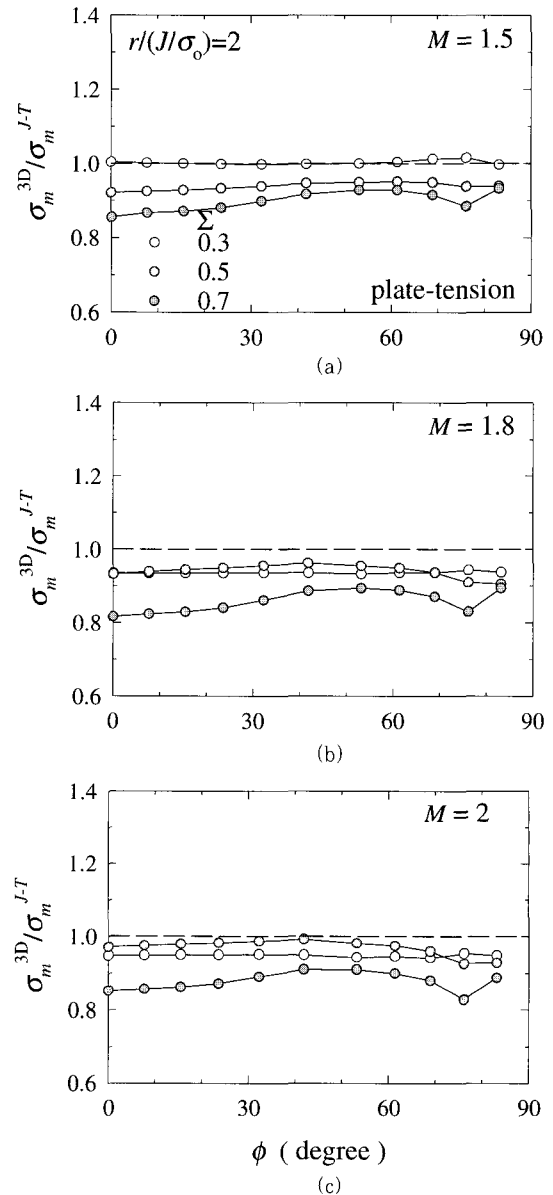 1.4
1.2
1.0
0.8
0.6
r/(J/σₒ)=2
M = 1.5
σₘ³ᴰ/σₘᴶ⁻ᵀ
Σ
0.3
0.5
0.7
plate-tension
0 30 60 90
(a)
1.4
1.2
1.0
0.8
0.6
M = 1.8
σₘ³ᴰ/σₘᴶ⁻ᵀ
0 30 60 90
(b)
1.4
1.2
1.0
0.8
0.6
M = 2
σₘ³ᴰ/σₘᴶ⁻ᵀ
0 30 60 90
ϕ ( degree )
(c)